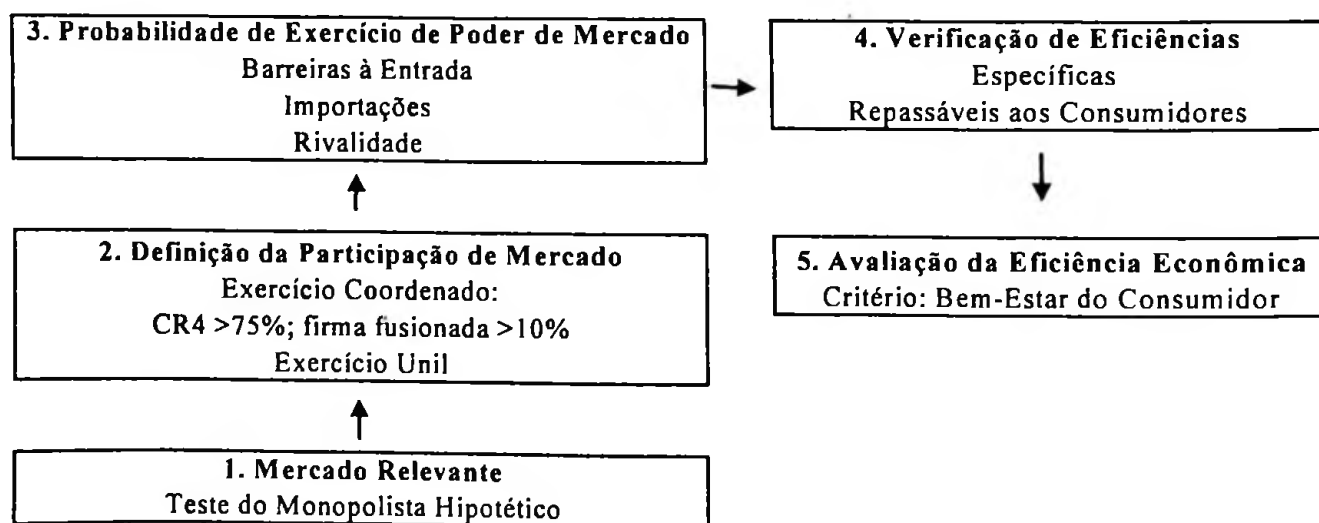 3. Probabilidade de Exercício de Poder de Mercado
Barreiras à Entrada
Importações
Rivalidade
4. Verificação de Eficiências
Específicas
Repassáveis aos Consumidores
2. Definição da Participação de Mercado
Exercício Coordenado:
CR4 >75%; firma fusionada >10%
Exercício Unil
5. Avaliação da Eficiência Econômica
Critério: Bem-Estar do Consumidor
1. Mercado Relevante
Teste do Monopolista Hipotético